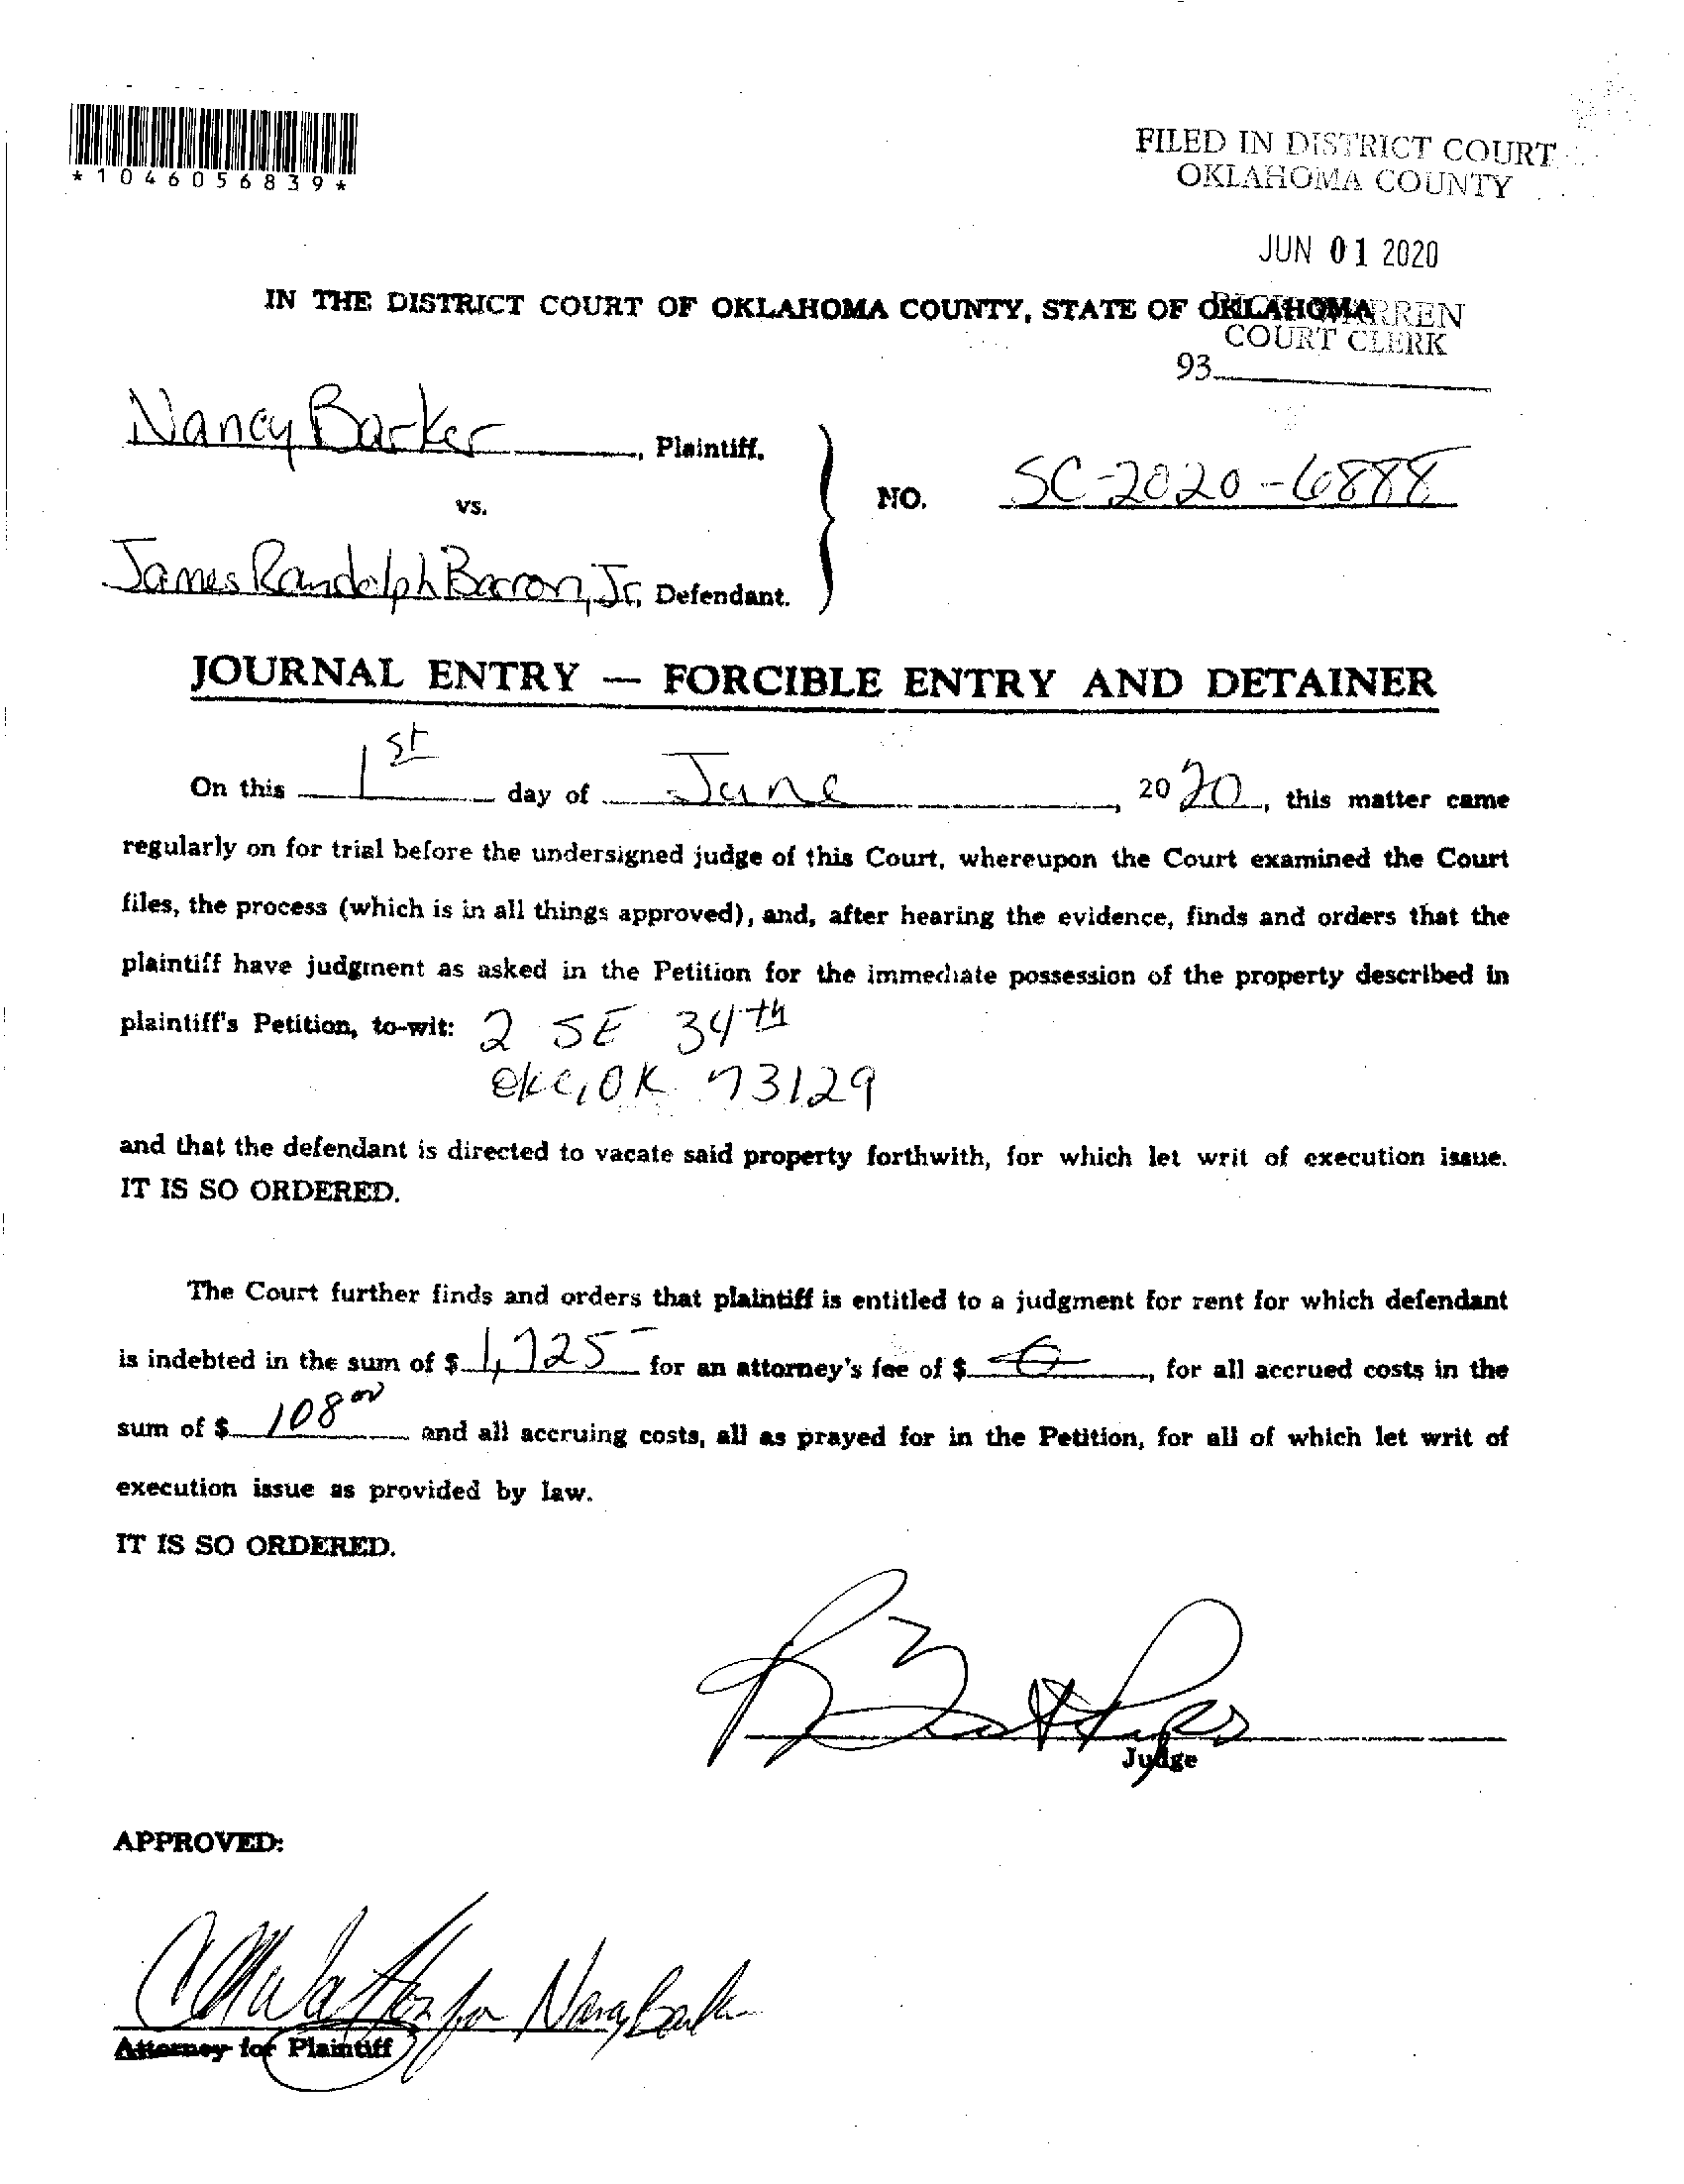 *1046056839*
FILED IN DISTRICT COURT
OKLAHOMA COUNTY
JUN 01 2020
IN THE DISTRICT COURT OF OKLAHOMA COUNTY, STATE OF OKLAHOMA
COURT CLERK
93
Nancy Barker, Plaintiff,
vs.
NO. SC-2020-6888
James Randolph Barron, Jr, Defendant.
JOURNAL ENTRY — FORCIBLE ENTRY AND DETAINER
On this 1st day of June, 2020, this matter came
regularly on for trial before the undersigned judge of this Court, whereupon the Court examined the Court
files, the process (which is in all things approved), and, after hearing the evidence, finds and orders that the
plaintiff have judgment as asked in the Petition for the immediate possession of the property described in
plaintiff's Petition, to-wit: 2 SE 34th
OKC, OK 73129
and that the defendant is directed to vacate said property forthwith, for which let writ of execution issue.
IT IS SO ORDERED.
The Court further finds and orders that plaintiff is entitled to a judgment for rent for which defendant
is indebted in the sum of $ 1,725- for an attorney's fee of $ 0, for all accrued costs in the
sum of $ 108 00 and all accruing costs, all as prayed for in the Petition, for all of which let writ of
execution issue as provided by law.
IT IS SO ORDERED.
Judge
APPROVED:
for Nancy Barker
Attorney for Plaintiff